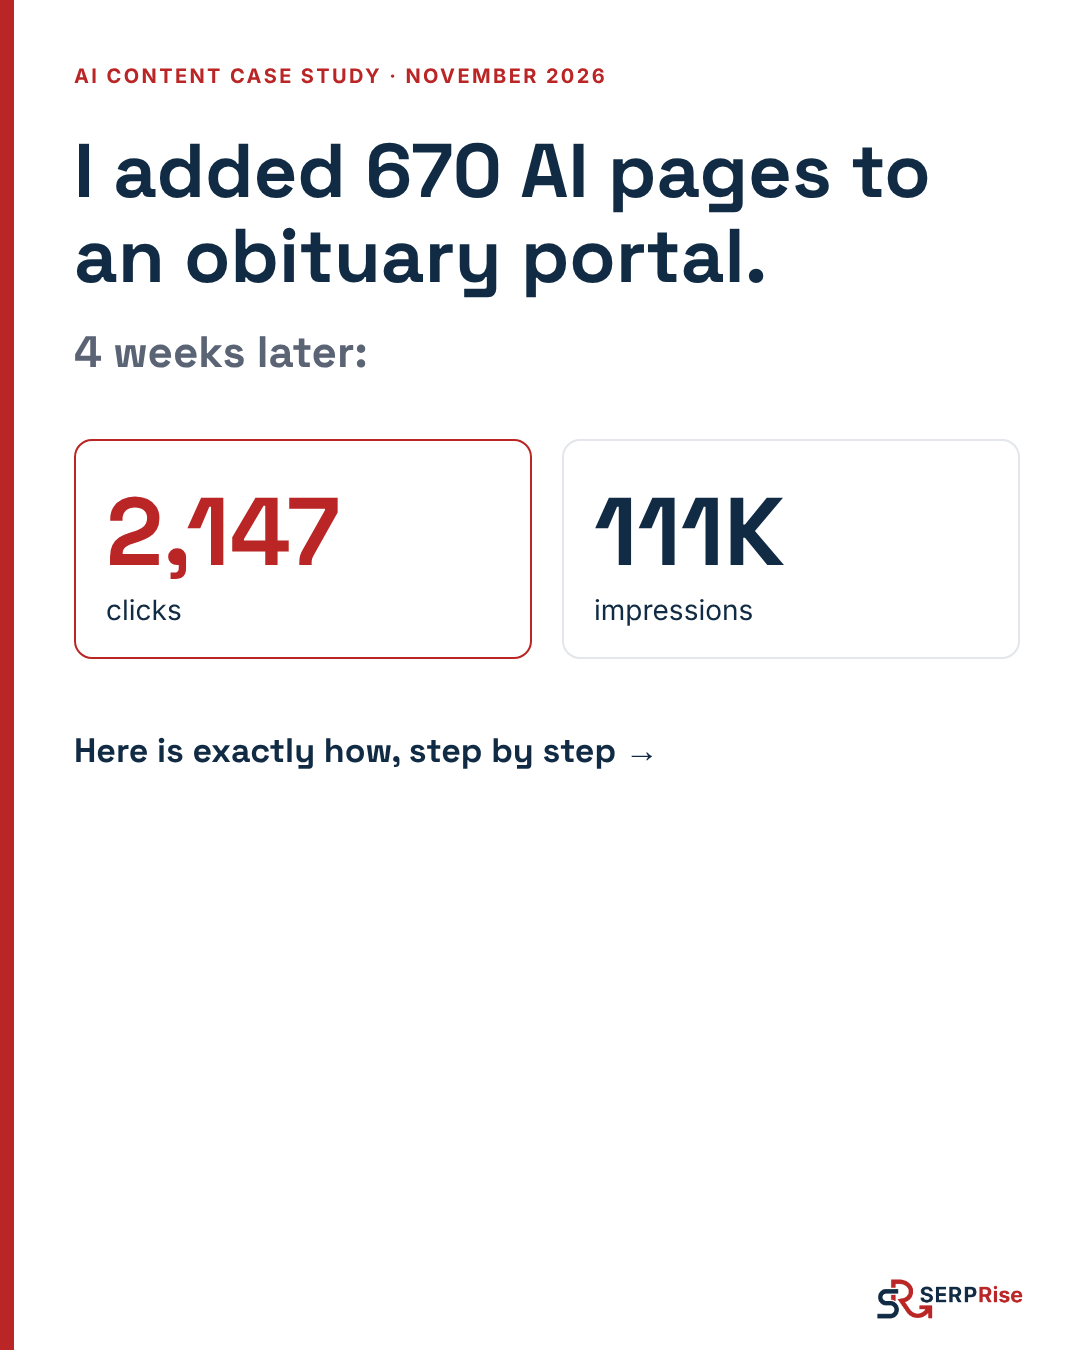 AI CONTENT CASE STUDY · NOVEMBER 2026
I added 670 AI pages to
an obituary portal.
4 weeks later:
2,147
clicks
111K
impressions
Here is exactly how, step by step →
SERPRise